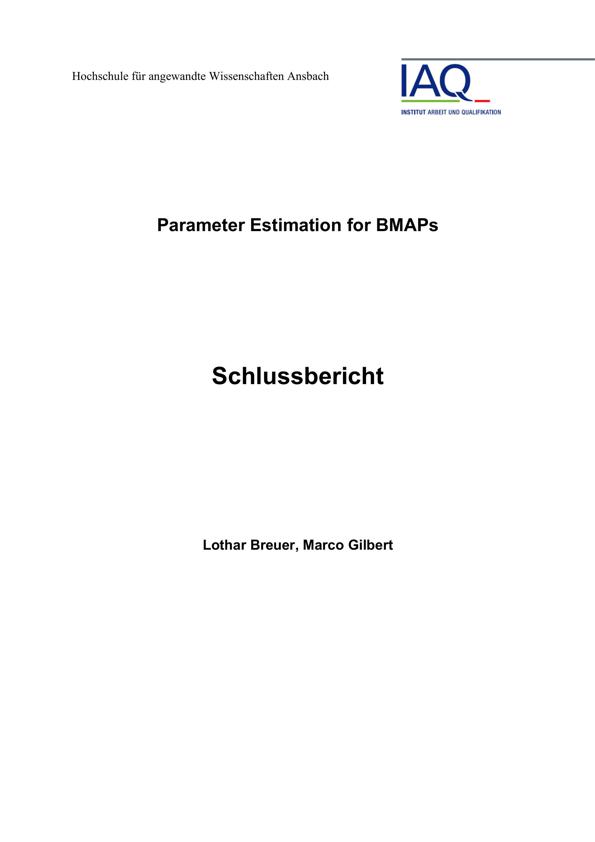 Hochschule für angewandte Wissenschaften Ansbach
IAQ
INSTITUT ARBEIT UND QUALIFIKATION
Parameter Estimation for BMAPs
Schlussbericht
Lothar Breuer, Marco Gilbert